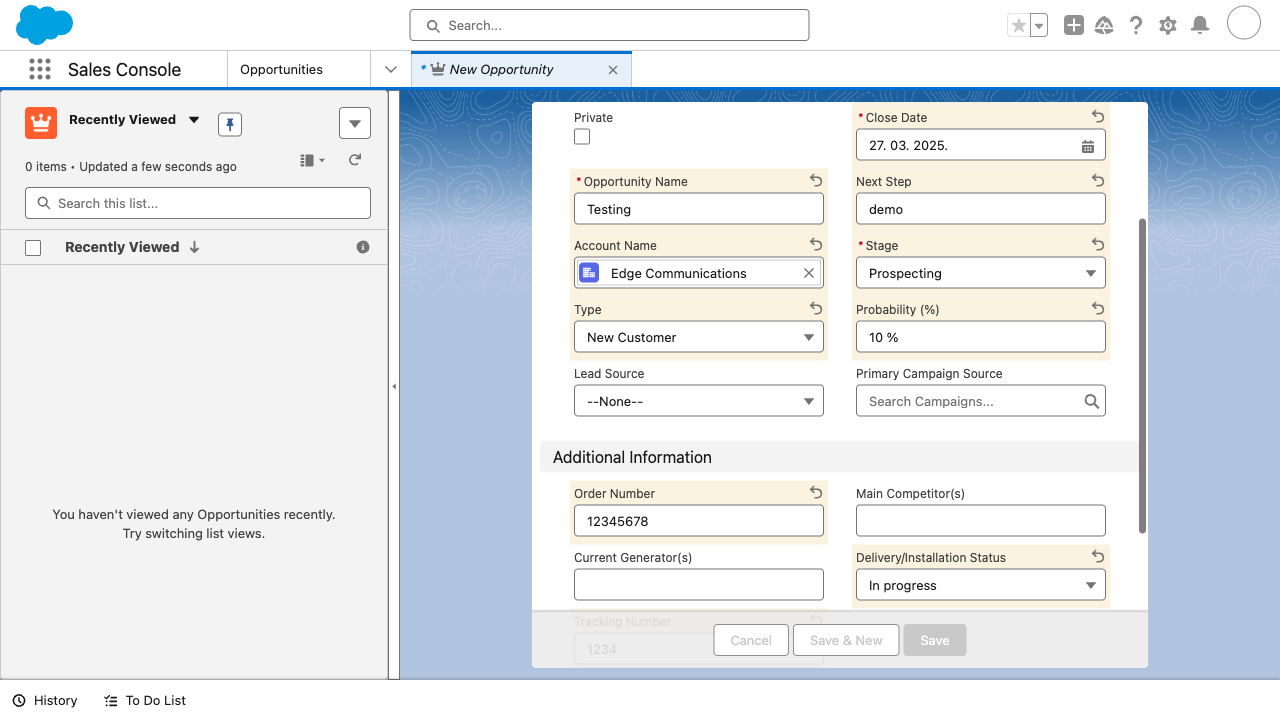 Search...
Sales Console
Opportunities
* New Opportunity
Recently Viewed
0 items • Updated a few seconds ago
Search this list...
Recently Viewed
You haven't viewed any Opportunities recently.
Try switching list views.
Private
* Close Date
27. 03. 2025.
* Opportunity Name
Testing
Next Step
demo
Account Name
Edge Communications
* Stage
Prospecting
Type
New Customer
Probability (%)
10 %
Lead Source
--None--
Primary Campaign Source
Search Campaigns...
Additional Information
Order Number
12345678
Main Competitor(s)
Current Generator(s)
Delivery/Installation Status
In progress
Tracking Number
1234
Cancel
Save & New
Save
History
To Do List